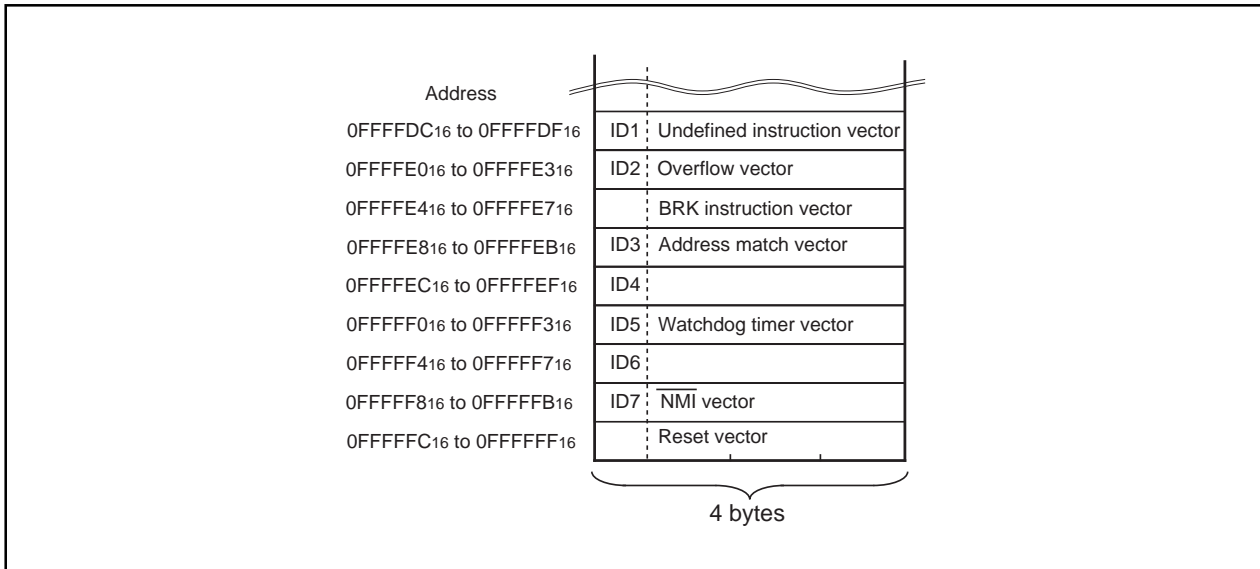 Address
0FFFFDC16 to 0FFFFDF16 ID1 Undefined instruction vector
0FFFFE016 to 0FFFFE316 ID2 Overflow vector
0FFFFE416 to 0FFFFE716 BRK instruction vector
0FFFFE816 to 0FFFFEB16 ID3 Address match vector
0FFFFEC16 to 0FFFFEF16 ID4
0FFFFF016 to 0FFFFF316 ID5 Watchdog timer vector
0FFFFF416 to 0FFFFF716 ID6
0FFFFF816 to 0FFFFFB16 ID7 NMI vector
0FFFFFC16 to 0FFFFFF16 Reset vector
4 bytes